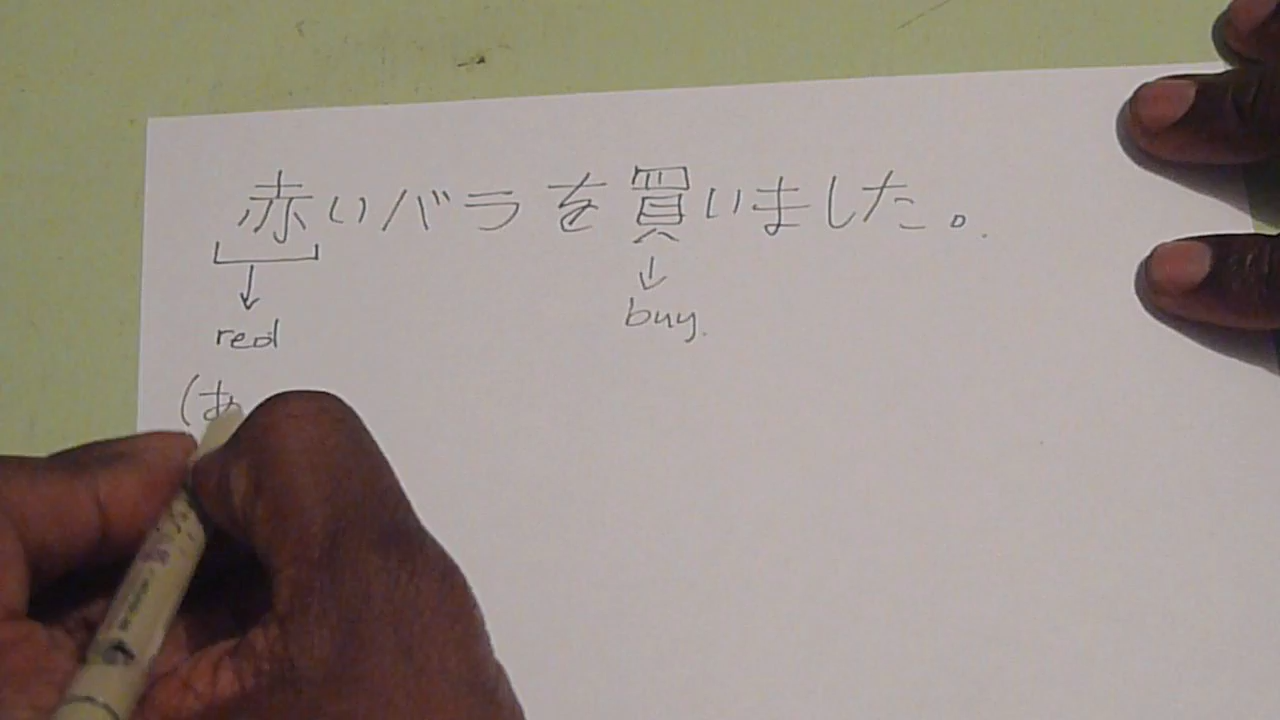 赤いバラを買いました。
↓ ↓
red buy.
(あ